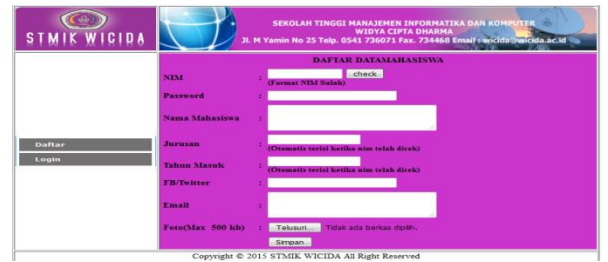 STMIK WICIDA
SEKOLAH TINGGI MANAJEMEN INFORMATIKA DAN KOMPUTER
WIDYA CIPTA DHARMA
Jl. M Yamin No 25 Telp. 0541 736071 Fax. 734468 Email : wicida@wicida.ac.id
DAFTAR DATAMAHASISWA
NIM : check
(Format NIM Salah)
Password :
Nama Mahasiswa :
Daftar
Jurusan :
(Otomatis terisi ketika nim telah dicek)
Login
Tahun Masuk :
(Otomatis terisi ketika nim telah dicek)
FB/Twitter :
Email :
Foto(Max 500 kb) : Telusuri... Tidak ada berkas dipilih.
Simpan
Copyright © 2015 STMIK WICIDA All Right Reserved